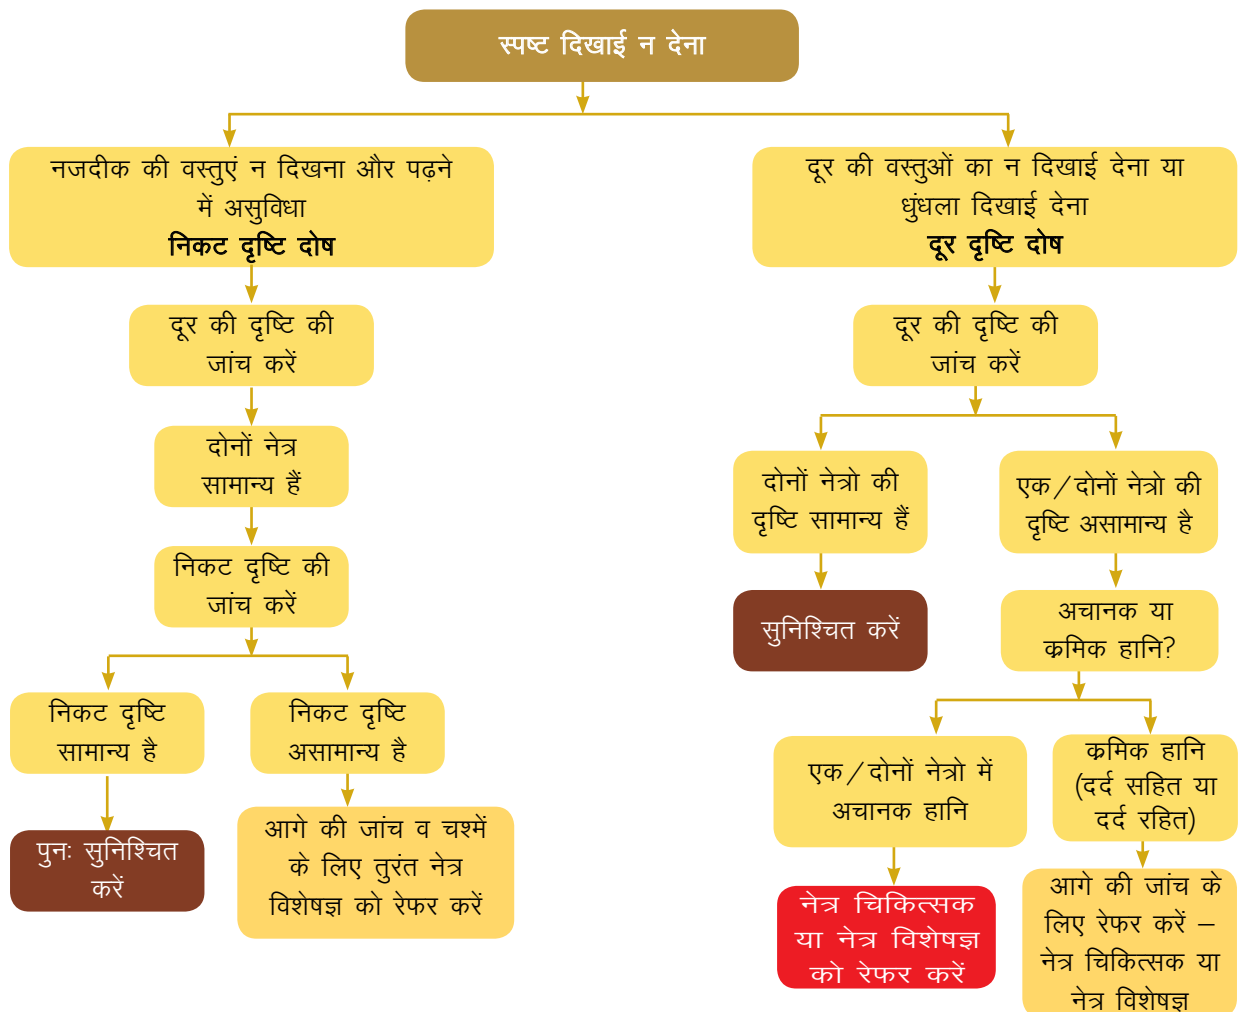 स्पष्ट दिखाई न देना
नजदीक की वस्तुएं न दिखना और पढ़ने
में असुविधा
निकट दृष्टि दोष
दूर की दृष्टि की
जांच करें
दोनों नेत्र
सामान्य हैं
निकट दृष्टि की
जांच करें
निकट दृष्टि
सामान्य है
पुनः सुनिश्चित
करें
निकट दृष्टि
असामान्य है
आगे की जांच व चश्में
के लिए तुरंत नेत्र
विशेषज्ञ को रेफर करें
दूर की वस्तुओं का न दिखाई देना या
धुंधला दिखाई देना
दूर दृष्टि दोष
दूर की दृष्टि की
जांच करें
दोनों नेत्रो की
दृष्टि सामान्य हैं
सुनिश्चित करें
एक/दोनों नेत्रो की
दृष्टि असामान्य है
अचानक या
क्रमिक हानि?
एक/दोनों नेत्रो में
अचानक हानि
नेत्र चिकित्सक
या नेत्र विशेषज्ञ
को रेफर करें
क्रमिक हानि
(दर्द सहित या
दर्द रहित)
आगे की जांच के
लिए रेफर करें –
नेत्र चिकित्सक या
नेत्र विशेषज्ञ